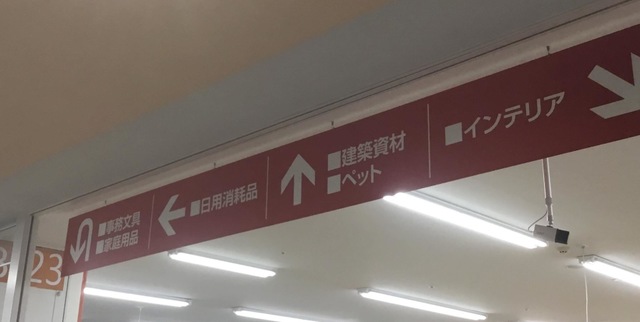 ■事務文具
■家庭用品
■日用消耗品
■建築資材
■ペット
■インテリア
23